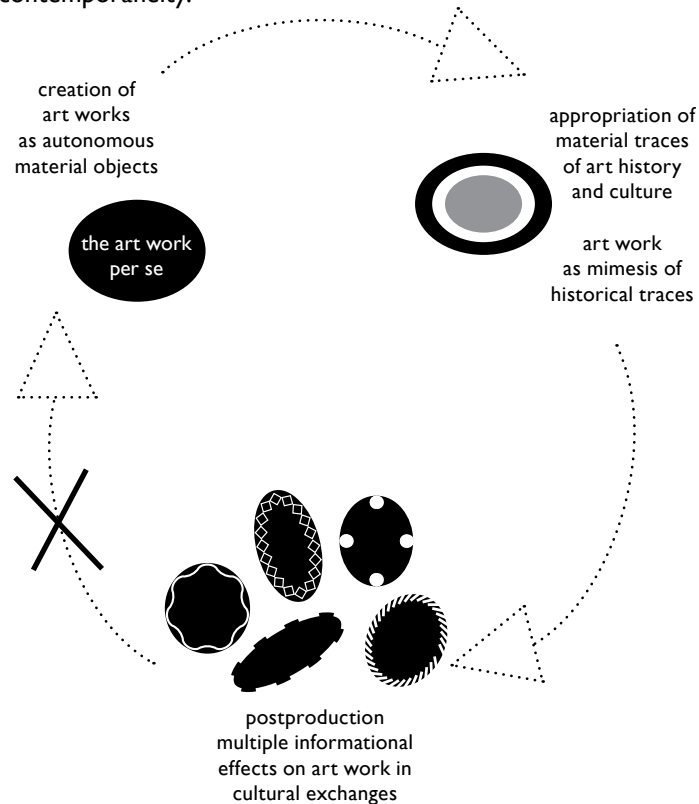 contemporaneity.
creation of
art works
as autonomous
material objects
the art work
per se
appropriation of
material traces
of art history
and culture
art work
as mimesis of
historical traces
postproduction
multiple informational
effects on art work in
cultural exchanges